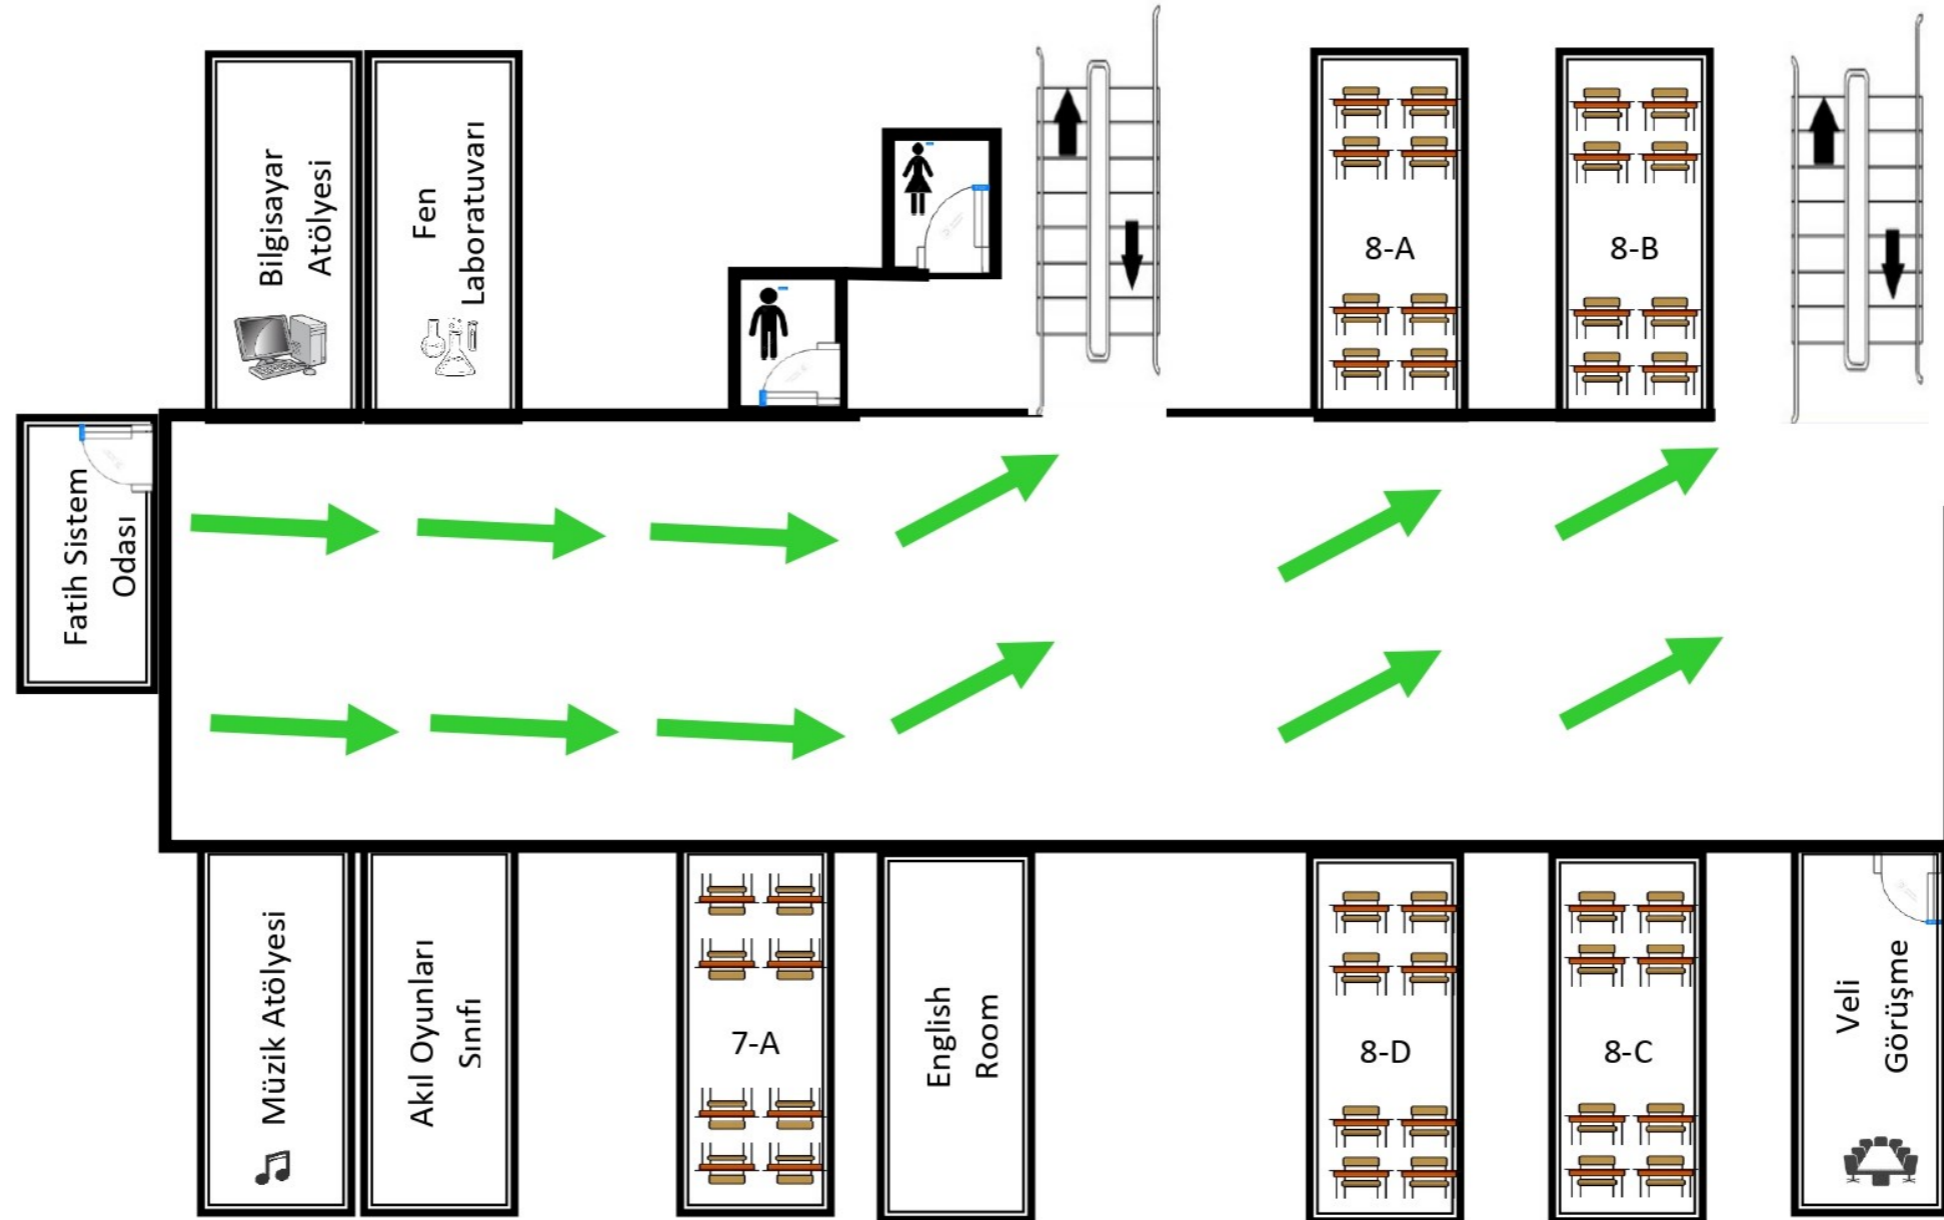 Bilgisayar
Atölyesi
Fen
Laboratuvarı
8-A
8-B
Fatih Sistem
Odası
Müzik Atölyesi
Akıl Oyunları
Sınıfı
7-A
English
Room
8-D
8-C
Veli
Görüşme